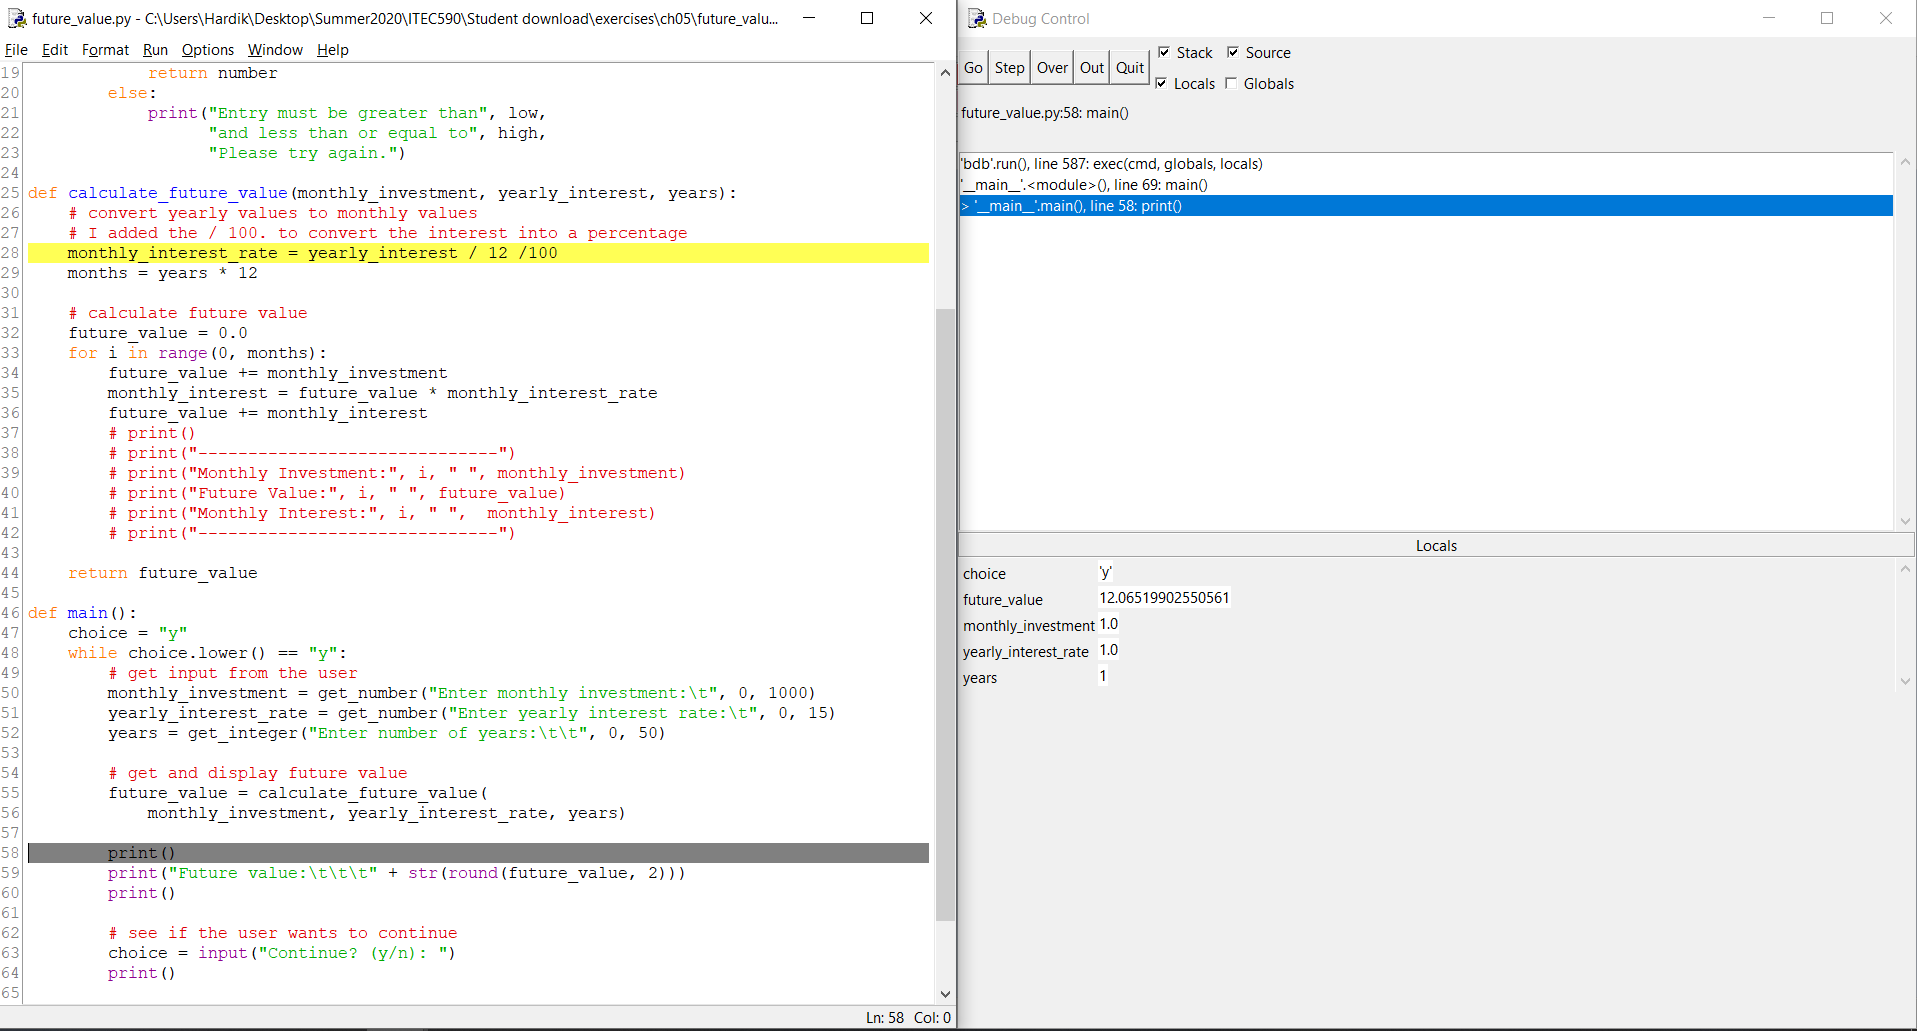 future_value.py - C:\Users\Hardik\Desktop\Summer2020\ITEC590\Student download\exercises\ch05\future_valu...
File Edit Format Run Options Window Help
19             return number
20         else:
21             print("Entry must be greater than", low,
22                   "and less than or equal to", high,
23                   "Please try again.")
24
25 def calculate_future_value(monthly_investment, yearly_interest, years):
26     # convert yearly values to monthly values
27     # I added the / 100. to convert the interest into a percentage
28     monthly_interest_rate = yearly_interest / 12 /100
29     months = years * 12
30
31     # calculate future value
32     future_value = 0.0
33     for i in range(0, months):
34         future_value += monthly_investment
35         monthly_interest = future_value * monthly_interest_rate
36         future_value += monthly_interest
37         # print()
38         # print("------------------------------")
39         # print("Monthly Investment:", i, " ", monthly_investment)
40         # print("Future Value:", i, " ", future_value)
41         # print("Monthly Interest:", i, " ",  monthly_interest)
42         # print("------------------------------")
43
44     return future_value
45
46 def main():
47     choice = "y"
48     while choice.lower() == "y":
49         # get input from the user
50         monthly_investment = get_number("Enter monthly investment:\t", 0, 1000)
51         yearly_interest_rate = get_number("Enter yearly interest rate:\t", 0, 15)
52         years = get_integer("Enter number of years:\t\t", 0, 50)
53
54         # get and display future value
55         future_value = calculate_future_value(
56             monthly_investment, yearly_interest_rate, years)
57
58         print()
59         print("Future value:\t\t\t" + str(round(future_value, 2)))
60         print()
61
62         # see if the user wants to continue
63         choice = input("Continue? (y/n): ")
64         print()
65
Ln: 58 Col: 0
Debug Control
Go Step Over Out Quit Stack Source
Locals Globals
future_value.py:58: main()
'bdb'.run(), line 587: exec(cmd, globals, locals)
'__main__'.<module>(), line 69: main()
> '__main__'.main(), line 58: print()
Locals
choice 'y'
future_value 12.06519902550561
monthly_investment 1.0
yearly_interest_rate 1.0
years 1